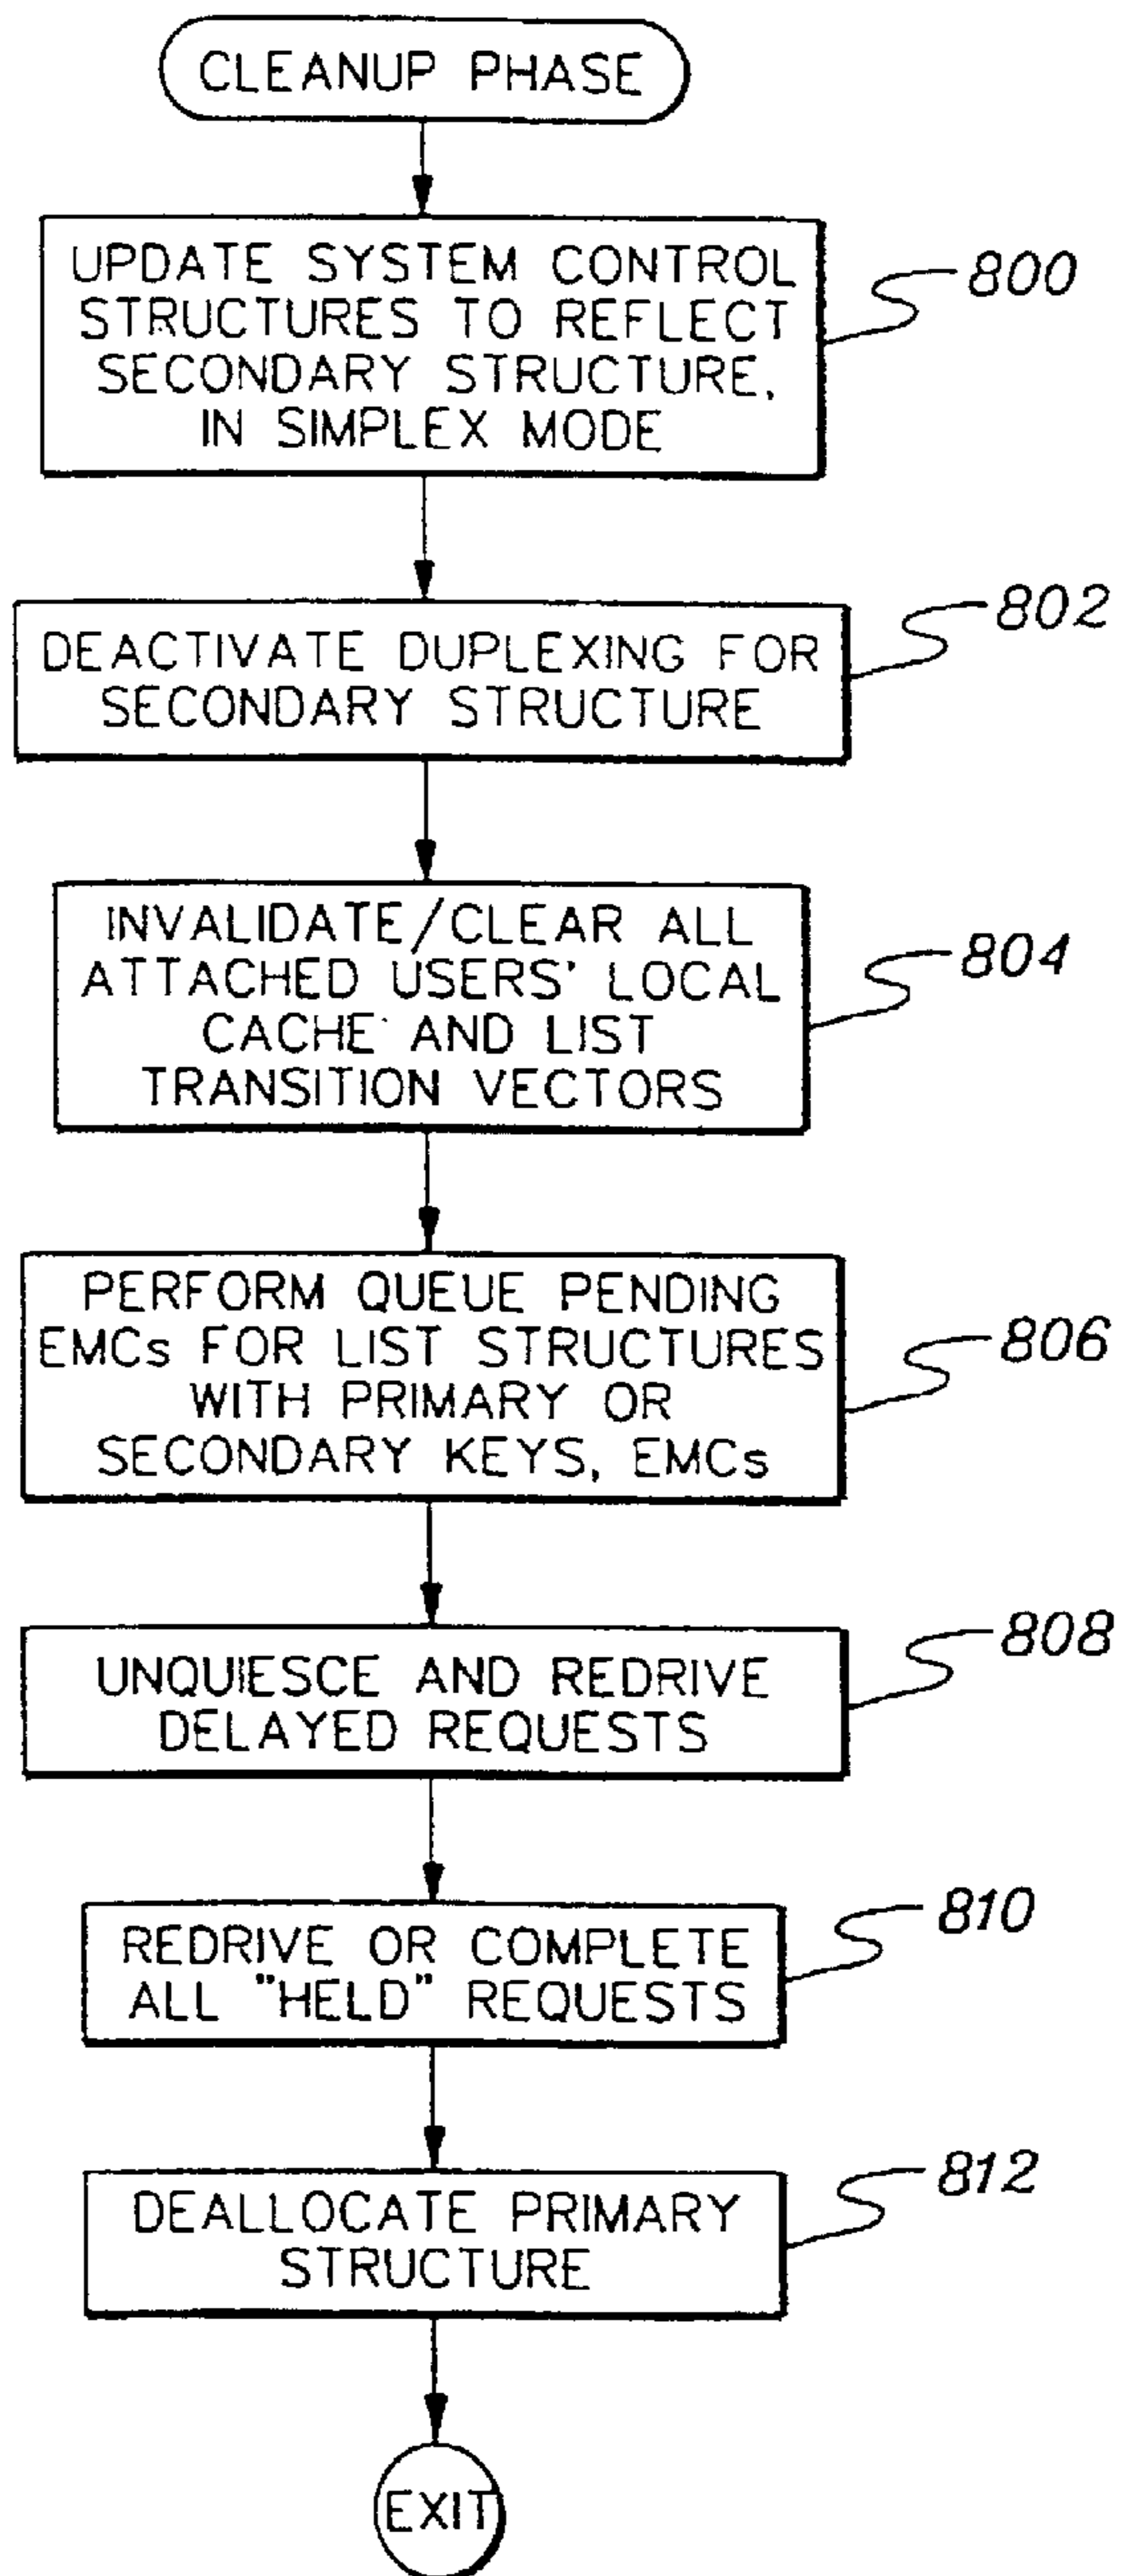 CLEANUP PHASE
UPDATE SYSTEM CONTROL
STRUCTURES TO REFLECT
SECONDARY STRUCTURE,
IN SIMPLEX MODE
800
DEACTIVATE DUPLEXING FOR
SECONDARY STRUCTURE
802
INVALIDATE/CLEAR ALL
ATTACHED USERS' LOCAL
CACHE AND LIST
TRANSITION VECTORS
804
PERFORM QUEUE PENDING
EMCs FOR LIST STRUCTURES
WITH PRIMARY OR
SECONDARY KEYS, EMCs
806
UNQUIESCE AND REDRIVE
DELAYED REQUESTS
808
REDRIVE OR COMPLETE
ALL "HELD" REQUESTS
810
DEALLOCATE PRIMARY
STRUCTURE
812
EXIT